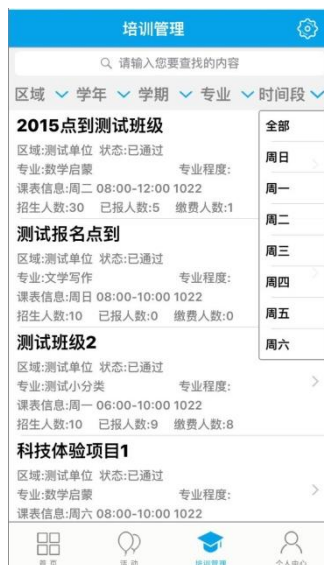 培训管理
请输入您要查找的内容
区域 学年 学期 专业 时间段
2015点到测试班级
区域:测试单位 状态:已通过
专业:数学启蒙 专业程度:
课表信息:周二 08:00-12:00 1022
招生人数:30 已报人数:5 缴费人数:1
全部
周日
周一
周二
周三
周四
周五
周六
测试报名点到
区域:测试单位 状态:已通过
专业:文学写作 专业程度:
课表信息:周日 08:00-10:00 1022
招生人数:10 已报人数:0 缴费人数:0
测试班级2
区域:测试单位 状态:已通过
专业:测试小分类 专业程度:
课表信息:周一 06:00-10:00 1022
招生人数:10 已报人数:9 缴费人数:8
科技体验项目1
区域:测试单位 状态:已通过
专业:数学启蒙 专业程度:
课表信息:周六 08:00-10:00 1022
首页 活动 培训管理 个人中心